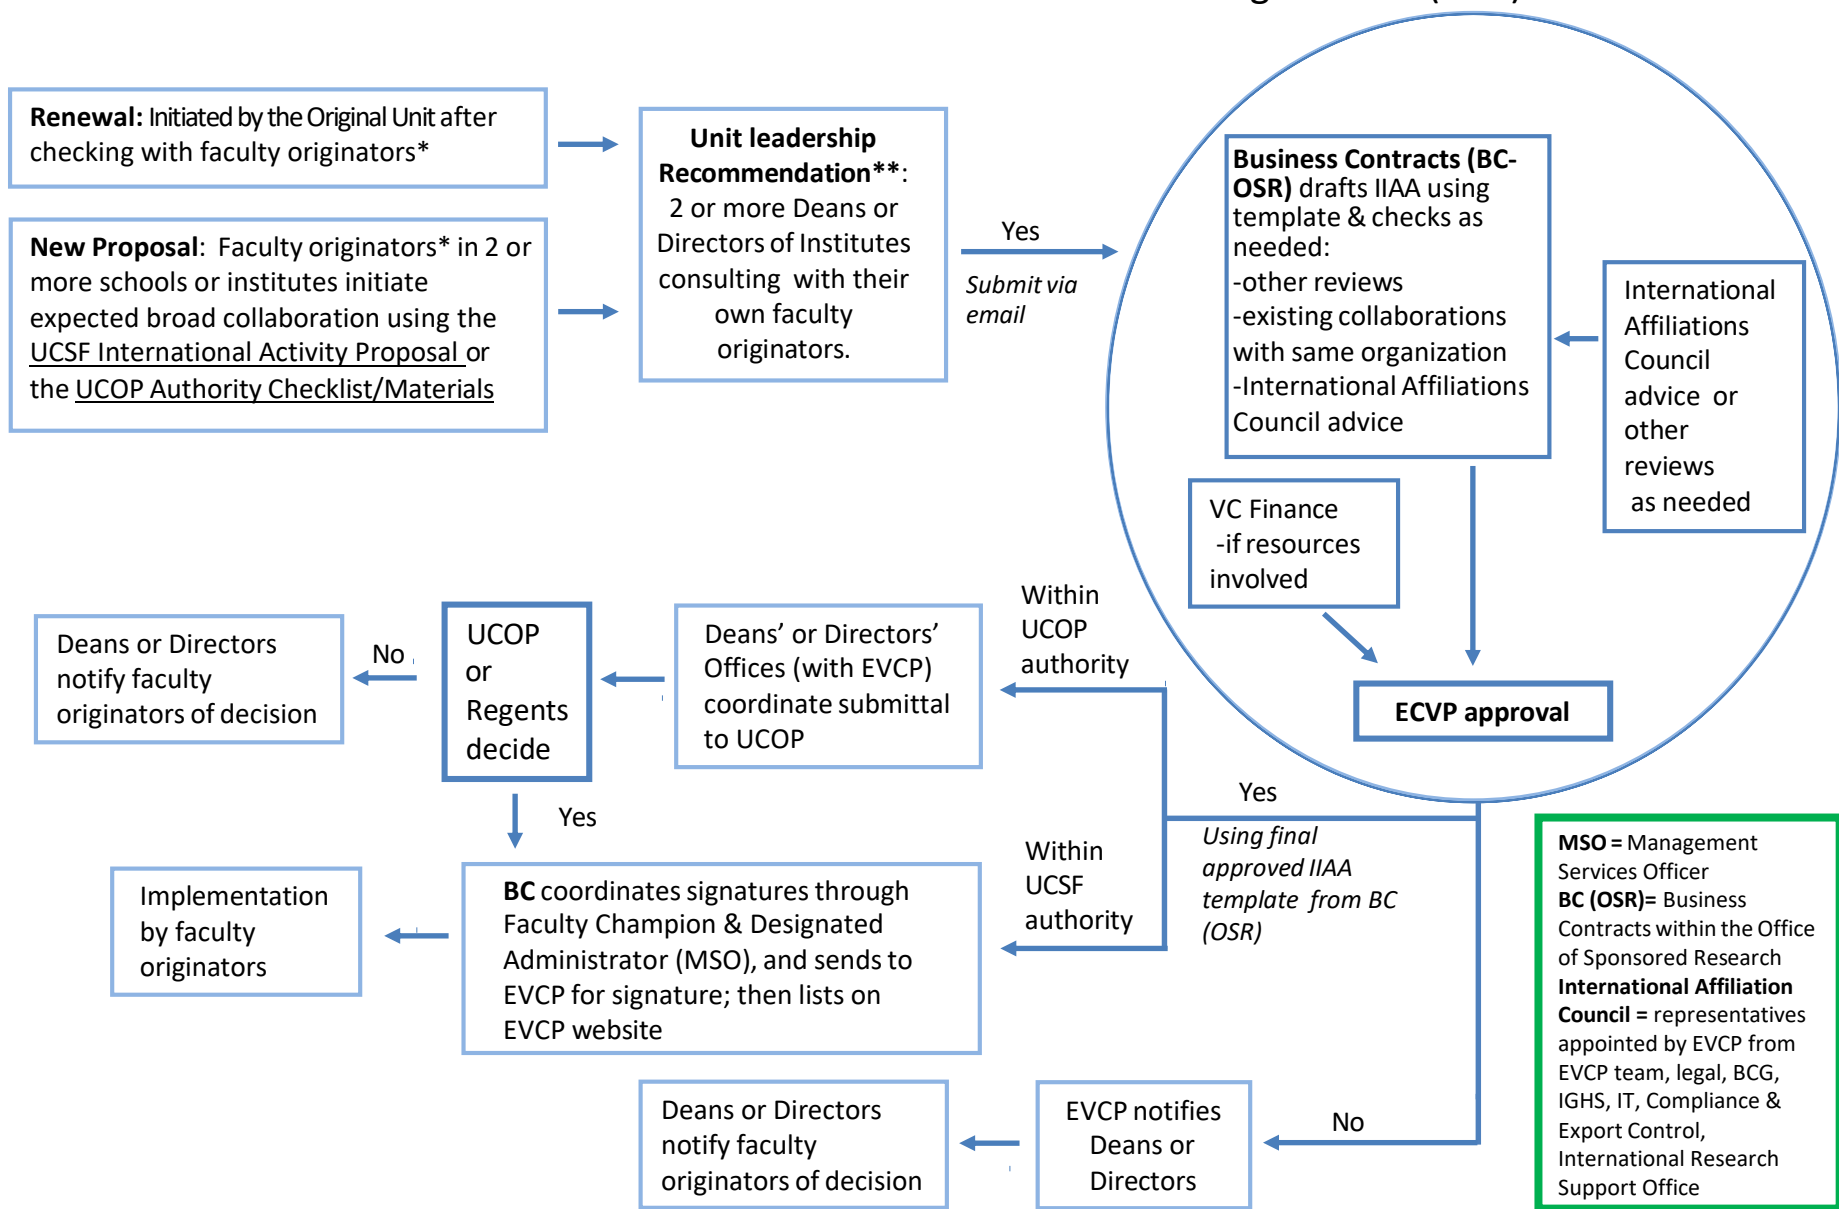 Renewal: Initiated by the Original Unit after
checking with faculty originators*
New Proposal: Faculty originators* in 2 or
more schools or institutes initiate
expected broad collaboration using the
UCSF International Activity Proposal or
the UCOP Authority Checklist/Materials
Unit leadership
Recommendation**:
2 or more Deans or
Directors of Institutes
consulting with their
own faculty
originators.
Yes
Submit via
email
Business Contracts (BC-
OSR) drafts IIAA using
template & checks as
needed:
-other reviews
-existing collaborations
with same organization
-International Affiliations
Council advice
International
Affiliations
Council
advice or
other
reviews
as needed
VC Finance
-if resources
involved
ECVP approval
Within
UCOP
authority
Deans’ or Directors’
Offices (with EVCP)
coordinate submittal
to UCOP
UCOP
or
Regents
decide
No
Deans or Directors
notify faculty
originators of decision
Yes
Yes
Using final
approved IIAA
template from BC
(OSR)
Within
UCSF
authority
BC coordinates signatures through
Faculty Champion & Designated
Administrator (MSO), and sends to
EVCP for signature; then lists on
EVCP website
Implementation
by faculty
originators
No
EVCP notifies
Deans or
Directors
Deans or Directors
notify faculty
originators of decision
MSO = Management
Services Officer
BC (OSR)= Business
Contracts within the Office
of Sponsored Research
International Affiliation
Council = representatives
appointed by EVCP from
EVCP team, legal, BCG,
IGHS, IT, Compliance &
Export Control,
International Research
Support Office